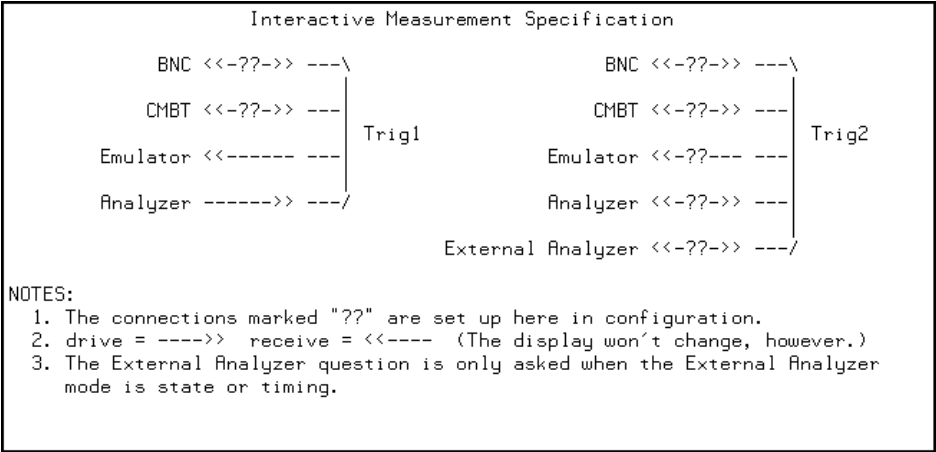 Interactive Measurement Specification
BNC <<-??->> ---\ BNC <<-??->> ---\
CMBT <<-??->> ---| CMBT <<-??->> ---|
Trig1 Trig2
Emulator <<------ ---| Emulator <<-??--- ---|
Analyzer ------>> ---/ Analyzer <<-??->> ---|
External Analyzer <<-??->> ---/
NOTES:
1. The connections marked "??" are set up here in configuration.
2. drive = ---->> receive = <<---- (The display won´t change, however.)
3. The External Analyzer question is only asked when the External Analyzer
mode is state or timing.